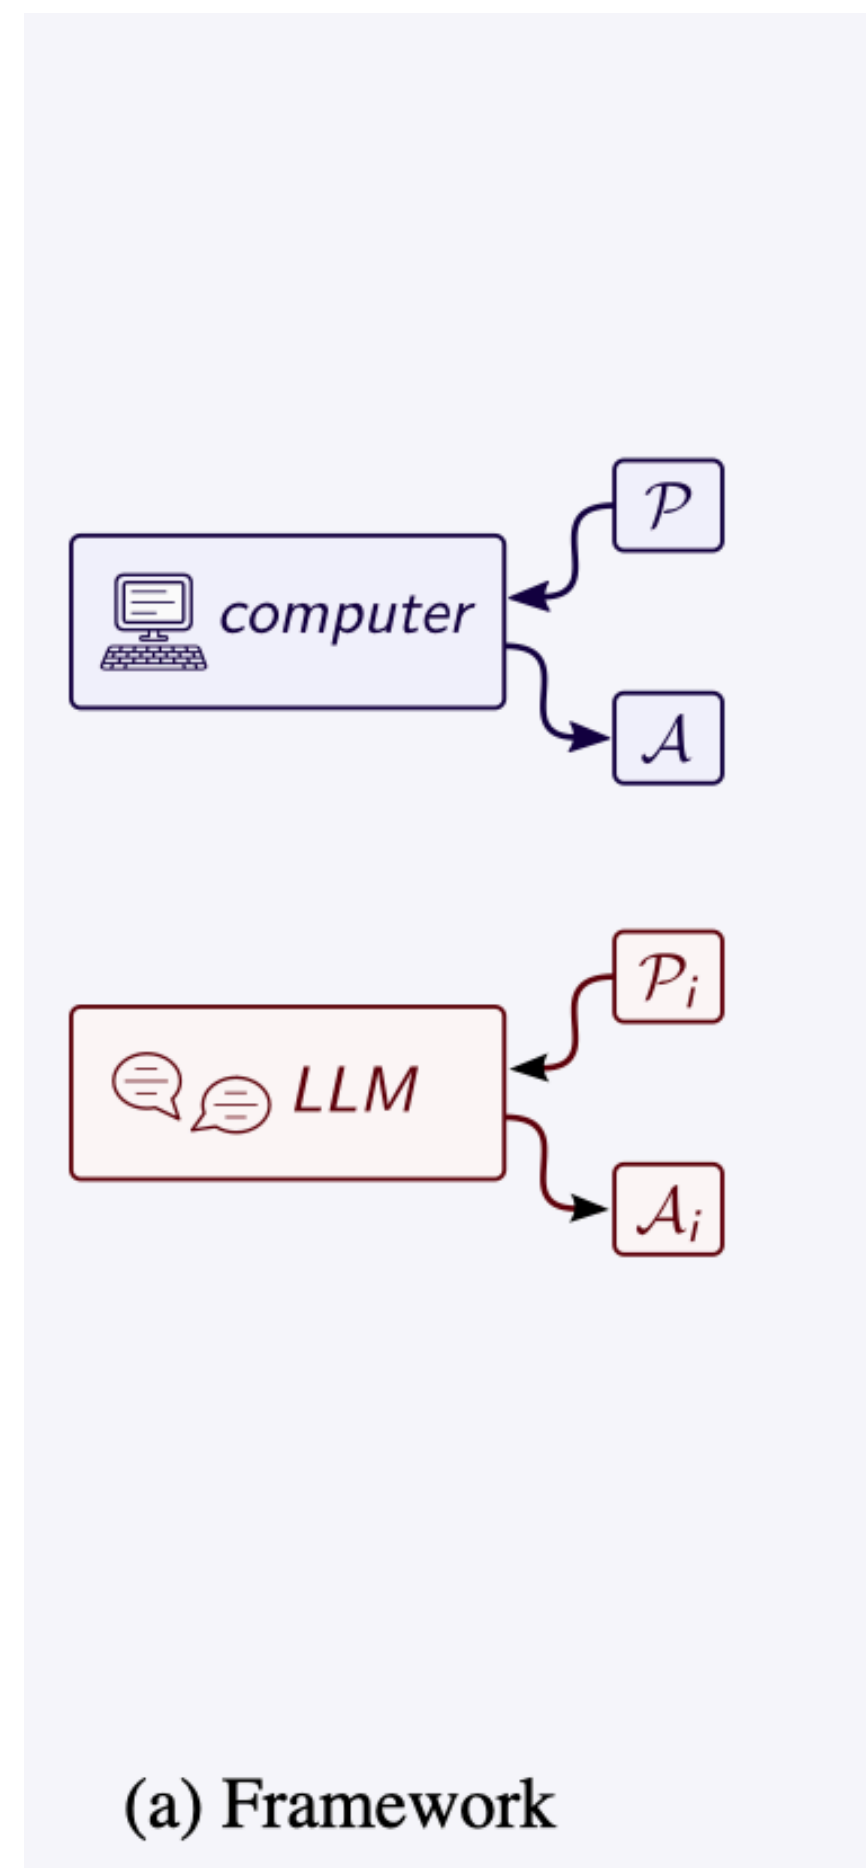 𝒫
computer
𝒜
𝒫i
LLM
𝒜i
(a) Framework